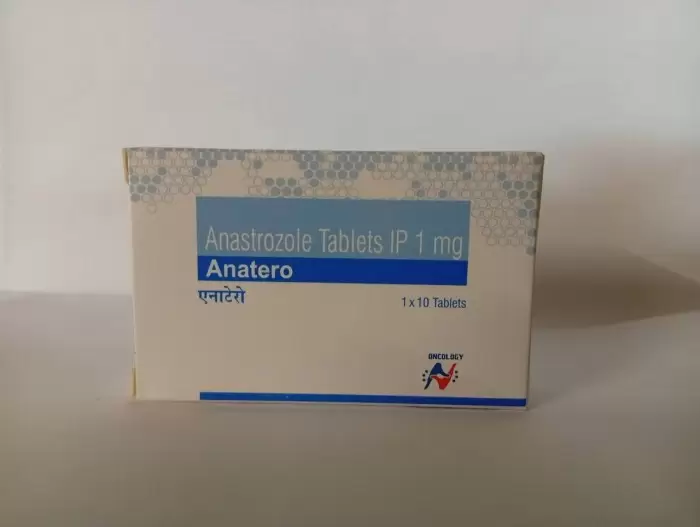 Anastrozole Tablets IP 1 mg
Anatero
एनाटेरो
1 x 10 Tablets
ONCOLOGY